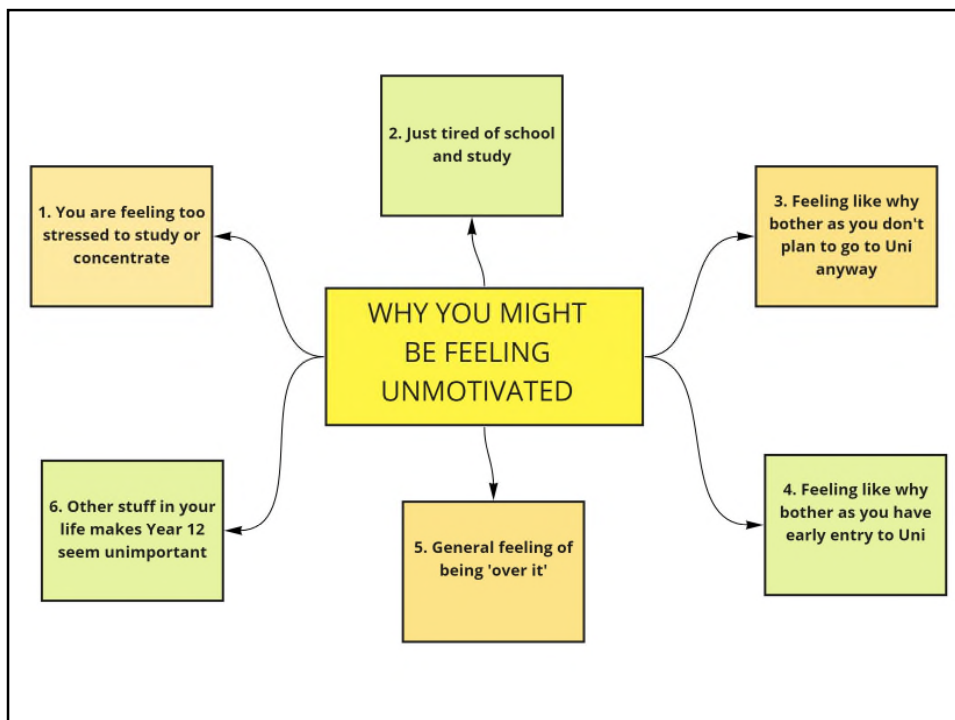 WHY YOU MIGHT
BE FEELING
UNMOTIVATED
1. You are feeling too
stressed to study or
concentrate
2. Just tired of school
and study
3. Feeling like why
bother as you don't
plan to go to Uni
anyway
4. Feeling like why
bother as you have
early entry to Uni
5. General feeling of
being 'over it'
6. Other stuff in your
life makes Year 12
seem unimportant